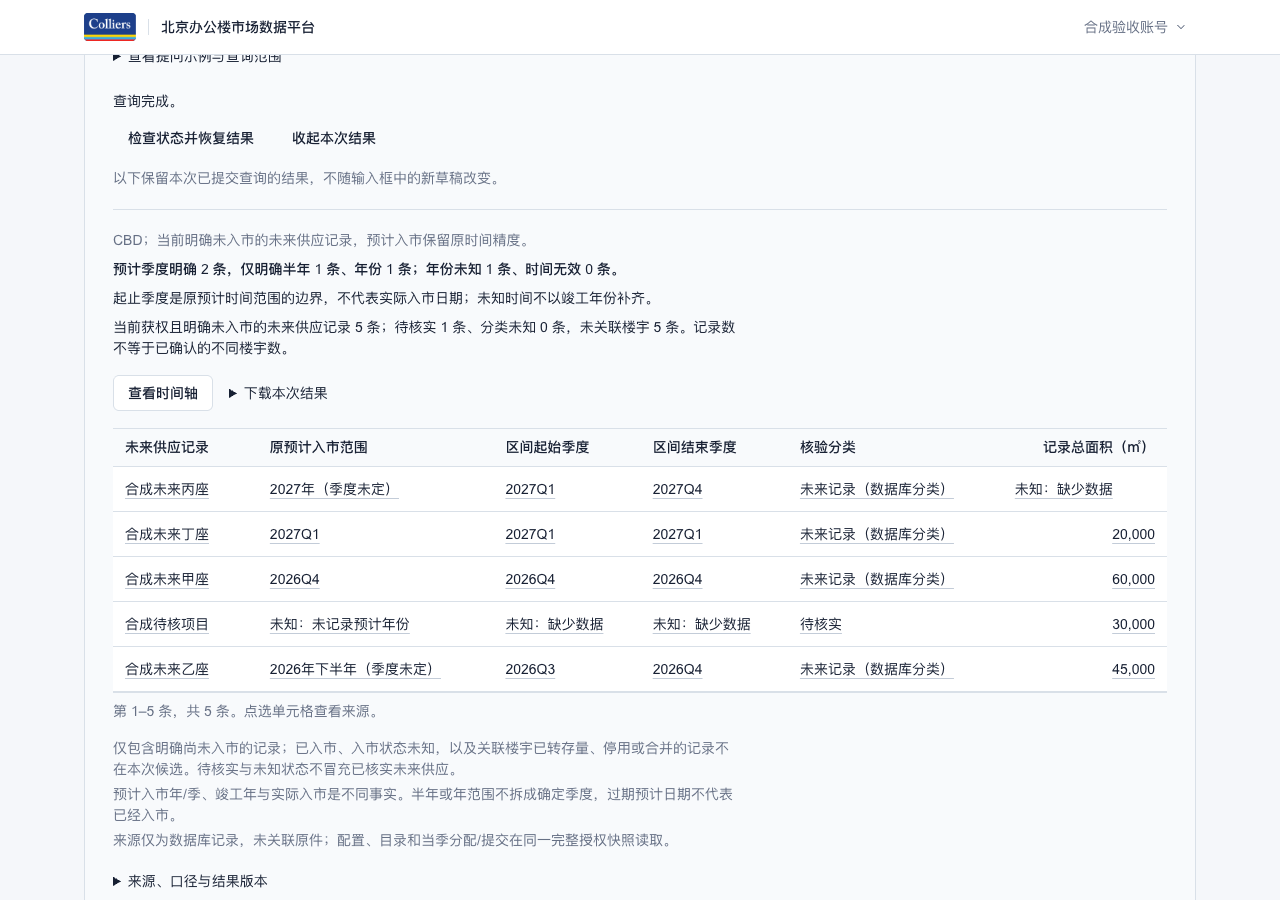 Colliers 北京办公楼市场数据平台 合成验收账号
查看提问示例与查询范围
查询完成。
检查状态并恢复结果 收起本次结果
以下保留本次已提交查询的结果，不随输入框中的新草稿改变。
CBD；当前明确未入市的未来供应记录，预计入市保留原时间精度。
预计季度明确 2 条，仅明确半年 1 条、年份 1 条；年份未知 1 条、时间无效 0 条。
起止季度是原预计时间范围的边界，不代表实际入市日期；未知时间不以竣工年份补齐。
当前获权且明确未入市的未来供应记录 5 条；待核实 1 条、分类未知 0 条，未关联楼宇 5 条。记录数
不等于已确认的不同楼宇数。
查看时间轴 下载本次结果
未来供应记录 原预计入市范围 区间起始季度 区间结束季度 核验分类 记录总面积（㎡）
合成未来丙座 2027年（季度未定） 2027Q1 2027Q4 未来记录（数据库分类） 未知：缺少数据
合成未来丁座 2027Q1 2027Q1 2027Q1 未来记录（数据库分类） 20,000
合成未来甲座 2026Q4 2026Q4 2026Q4 未来记录（数据库分类） 60,000
合成待核项目 未知：未记录预计年份 未知：缺少数据 未知：缺少数据 待核实 30,000
合成未来乙座 2026年下半年（季度未定） 2026Q3 2026Q4 未来记录（数据库分类） 45,000
第 1–5 条，共 5 条。点选单元格查看来源。
仅包含明确尚未入市的记录；已入市、入市状态未知，以及关联楼宇已转存量、停用或合并的记录不
在本次候选。待核实与未知状态不冒充已核实未来供应。
预计入市年/季、竣工年与实际入市是不同事实。半年或年范围不拆成确定季度，过期预计日期不代表
已经入市。
来源仅为数据库记录，未关联原件；配置、目录和当季分配/提交在同一完整授权快照读取。
来源、口径与结果版本